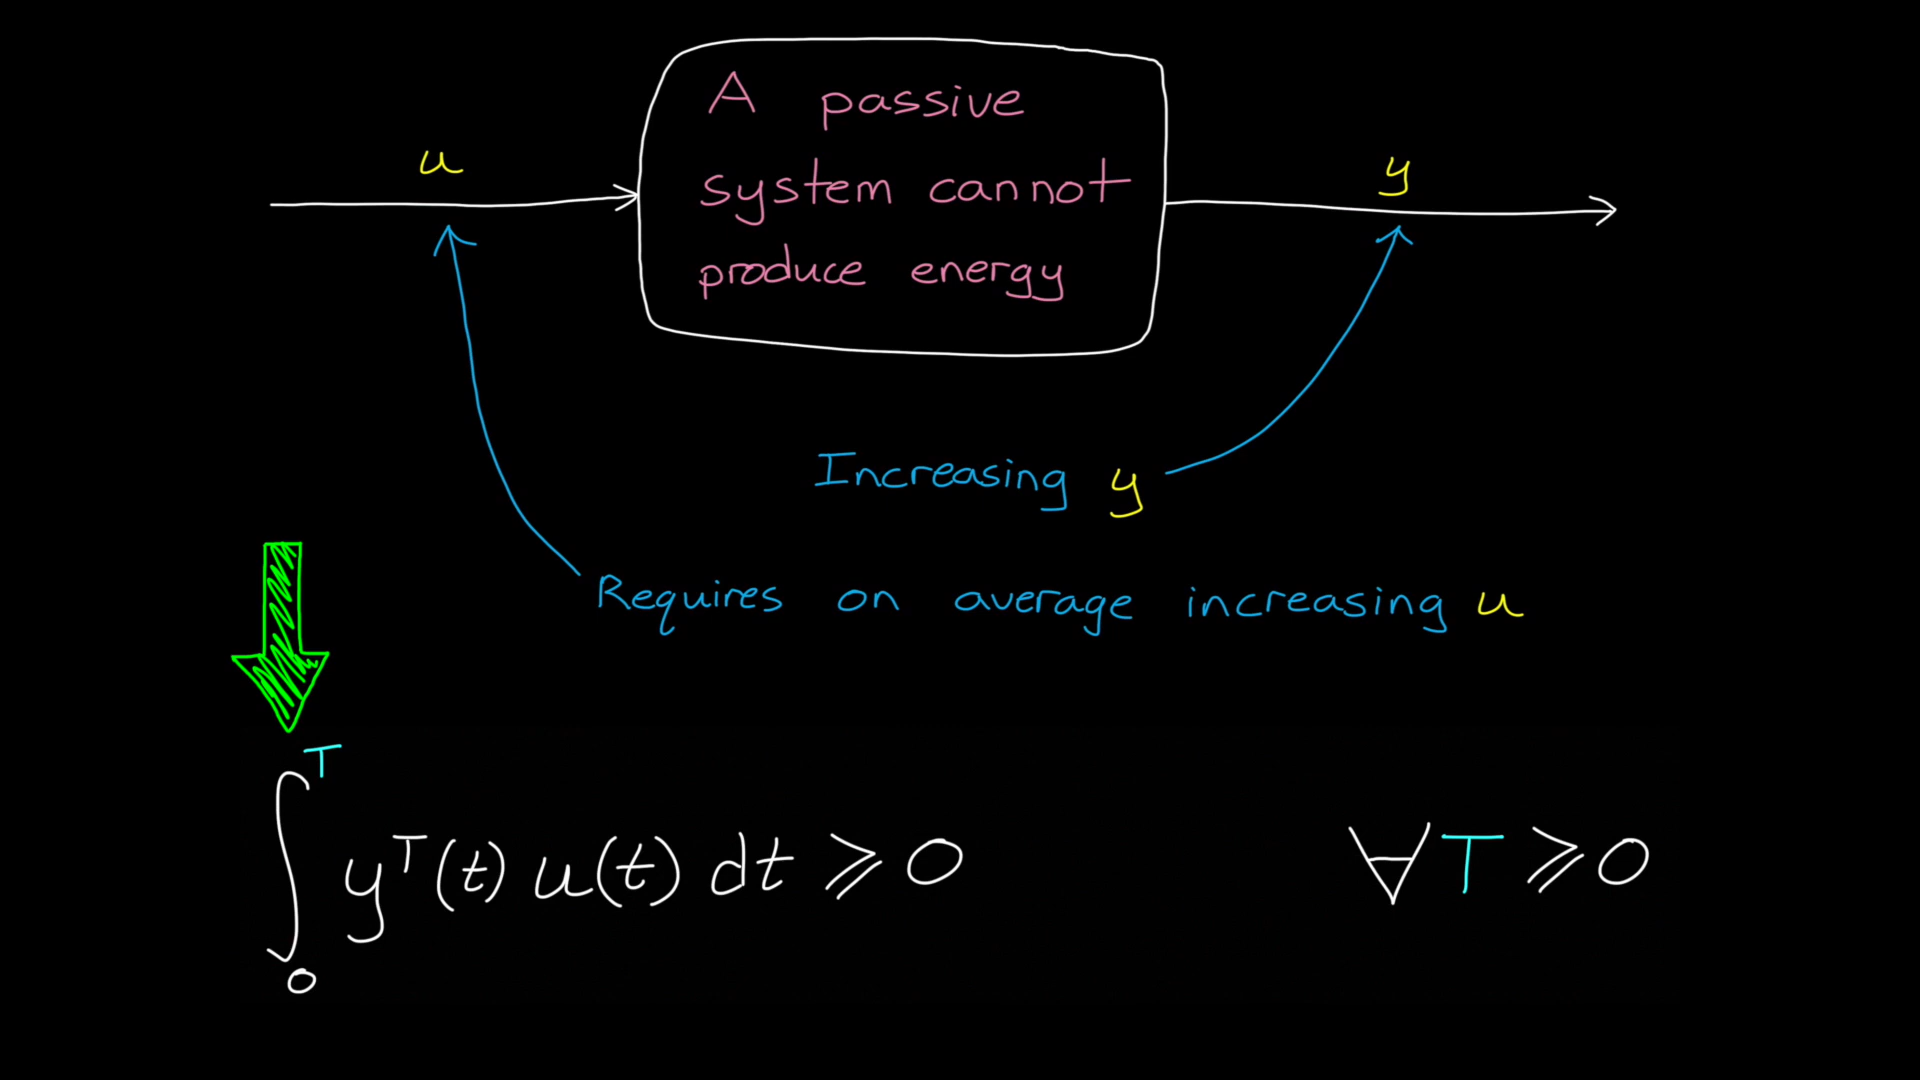 A passive
system cannot
produce energy
u
y
Increasing y
Requires on average increasing u
∫₀ᵀ yᵀ(t) u(t) dt ⩾ 0
∀T ⩾ 0